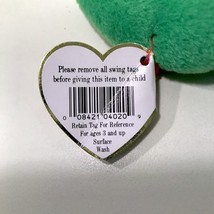 Please remove all swing tags
before giving this item to a child
0 08421 04020 9
Retain Tag For Reference
For ages 3 and up
Surface
Wash